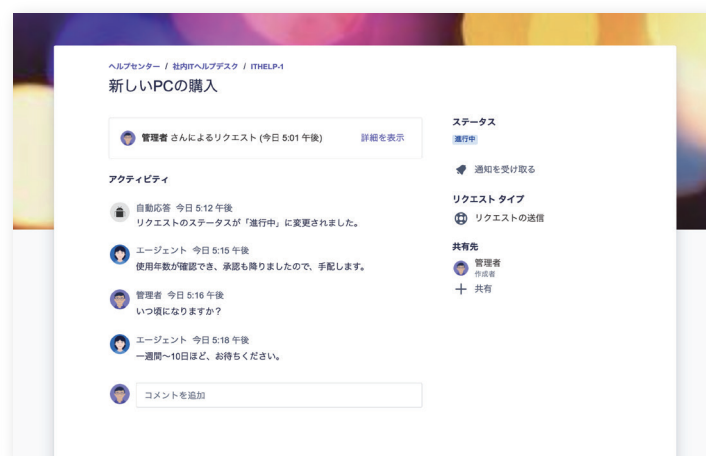 ヘルプセンター / 社内ITヘルプデスク / ITHELP-1
新しいPCの購入
管理者 さんによるリクエスト (今日 5:01 午後) 詳細を表示
アクティビティ
自動応答 今日 5:12 午後
リクエストのステータスが「進行中」に変更されました。
エージェント 今日 5:15 午後
使用年数が確認でき、承認も降りましたので、手配します。
管理者 今日 5:16 午後
いつ頃になりますか？
エージェント 今日 5:18 午後
一週間〜10日ほど、お待ちください。
コメントを追加
ステータス
進行中
通知を受け取る
リクエスト タイプ
リクエストの送信
共有先
管理者
作成者
共有